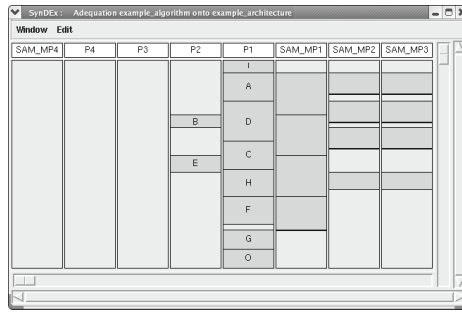 SynDEx : Adequation example_algorithm onto example_architecture
Window Edit
SAM_MP4 P4 P3 P2 P1 SAM_MP1 SAM_MP2 SAM_MP3
I
A
B D
C
E
H
F
G
O